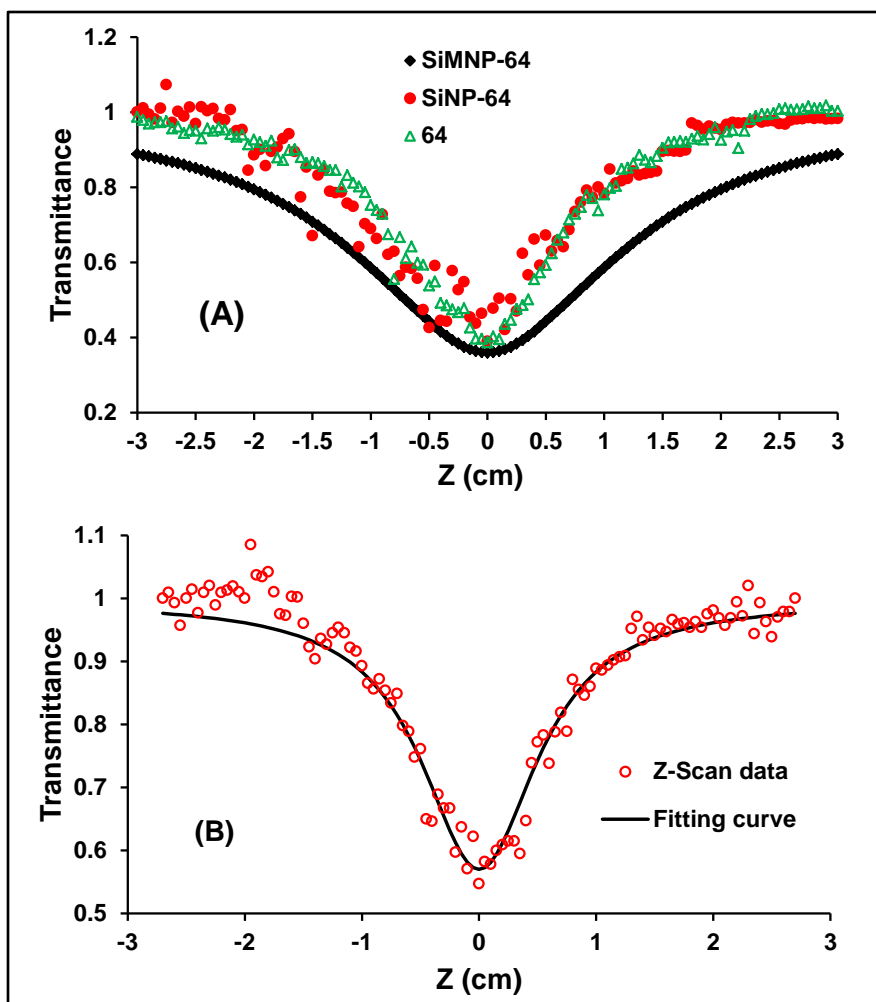 1.2
1
0.8
0.6
0.4
0.2
Transmittance
SiMNP-64
SiNP-64
64
(A)
-3 -2.5 -2 -1.5 -1 -0.5 0 0.5 1 1.5 2 2.5 3
Z (cm)
1.1
1
0.9
0.8
0.7
0.6
0.5
Transmittance
Z-Scan data
Fitting curve
(B)
-3 -2 -1 0 1 2 3
Z (cm)